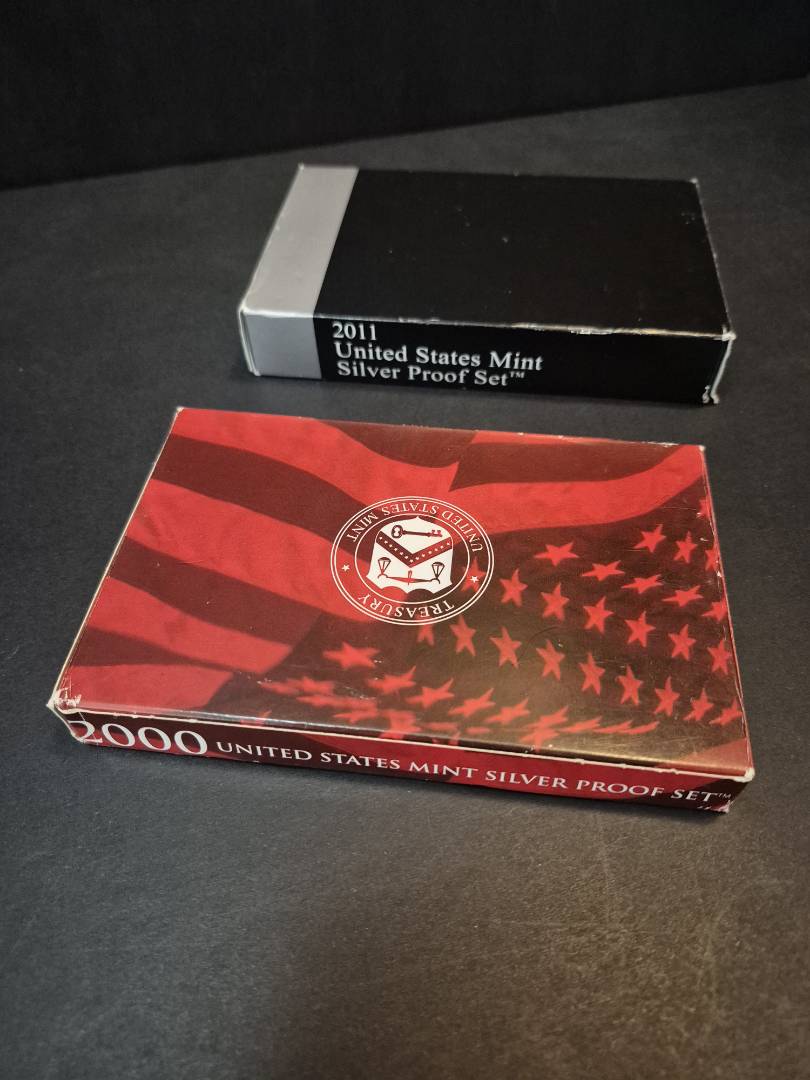 2011
United States Mint
Silver Proof Set™
UNITED STATES MINT
TREASURY
2000 UNITED STATES MINT SILVER PROOF SET™